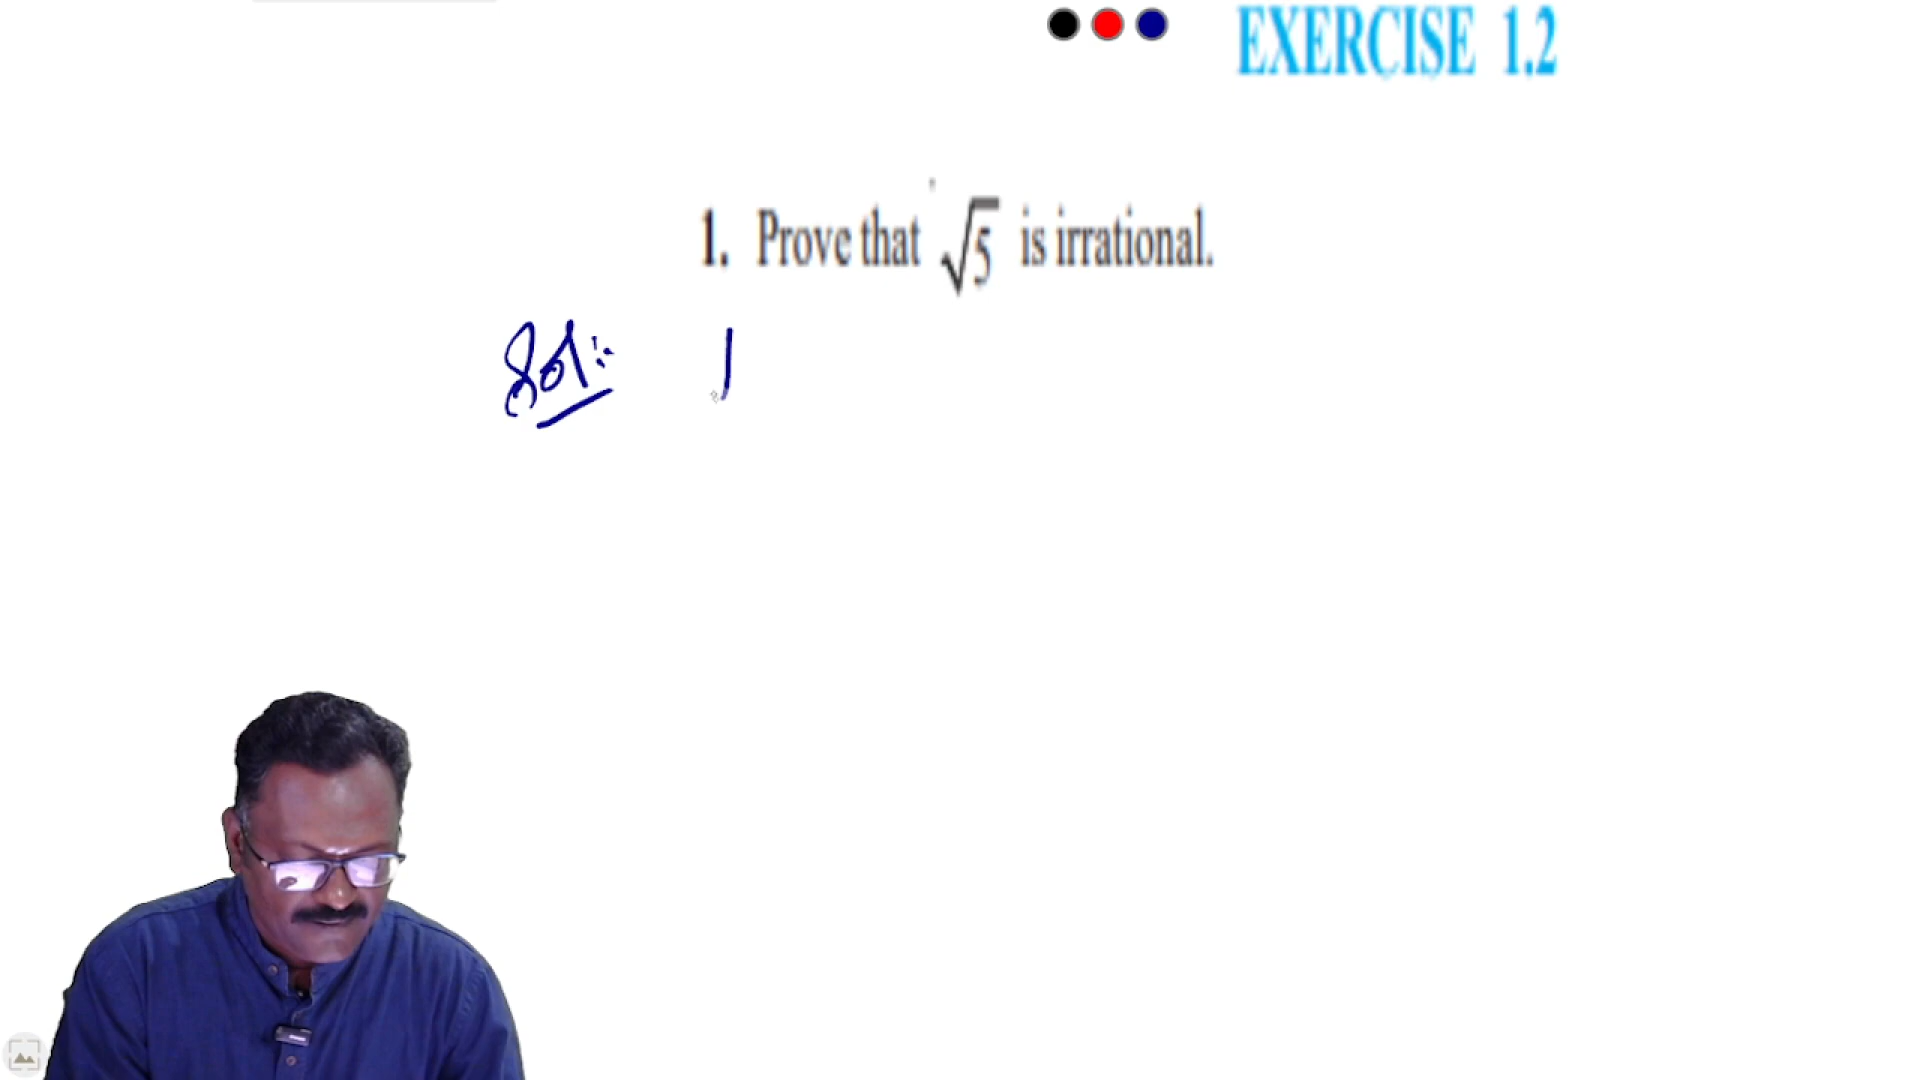 EXERCISE 1.2
1. Prove that √5 is irrational.
Sol:-